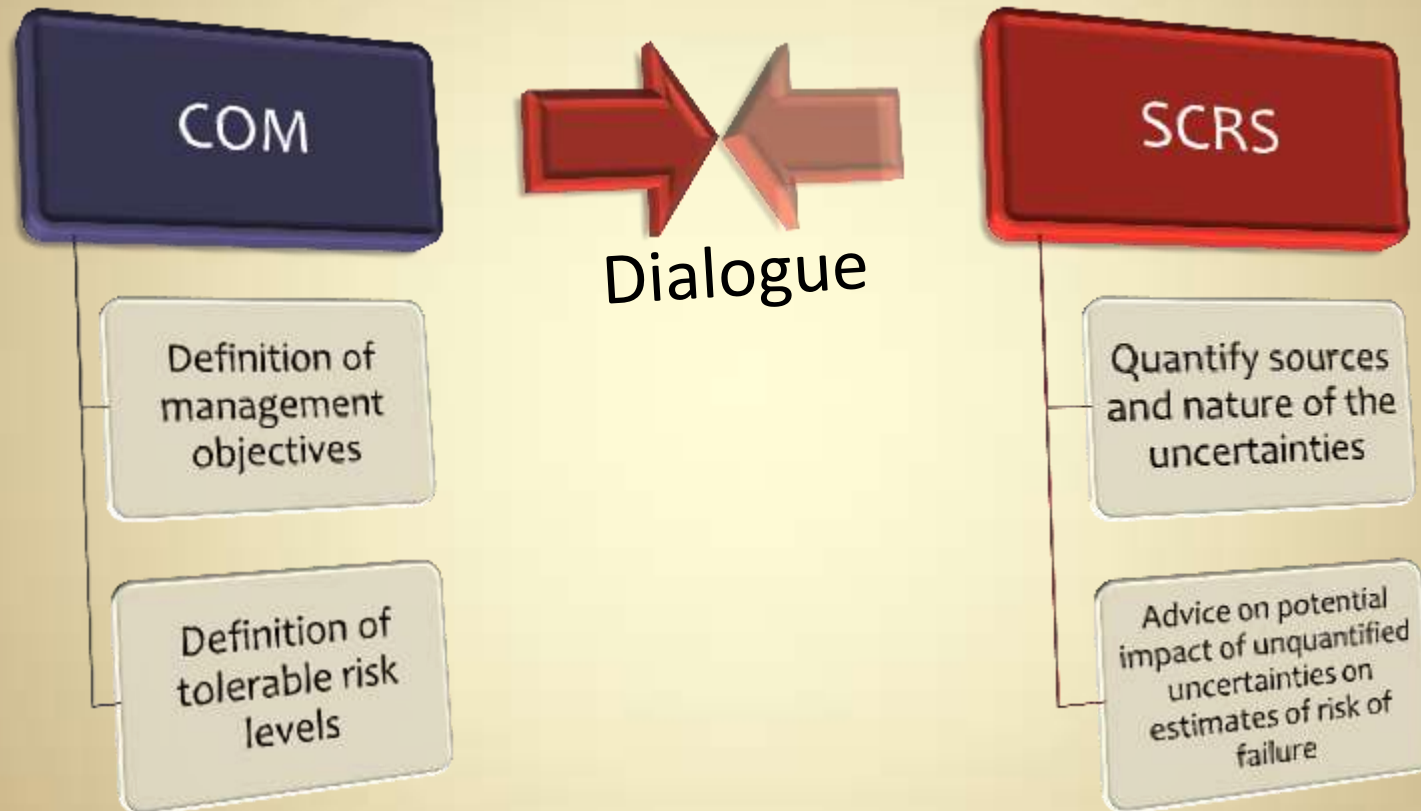 COM
Dialogue
SCRS
Definition of
management
objectives
Definition of
tolerable risk
levels
Quantify sources
and nature of the
uncertainties
Advice on potential
impact of unquantified
uncertainties on
estimates of risk of
failure